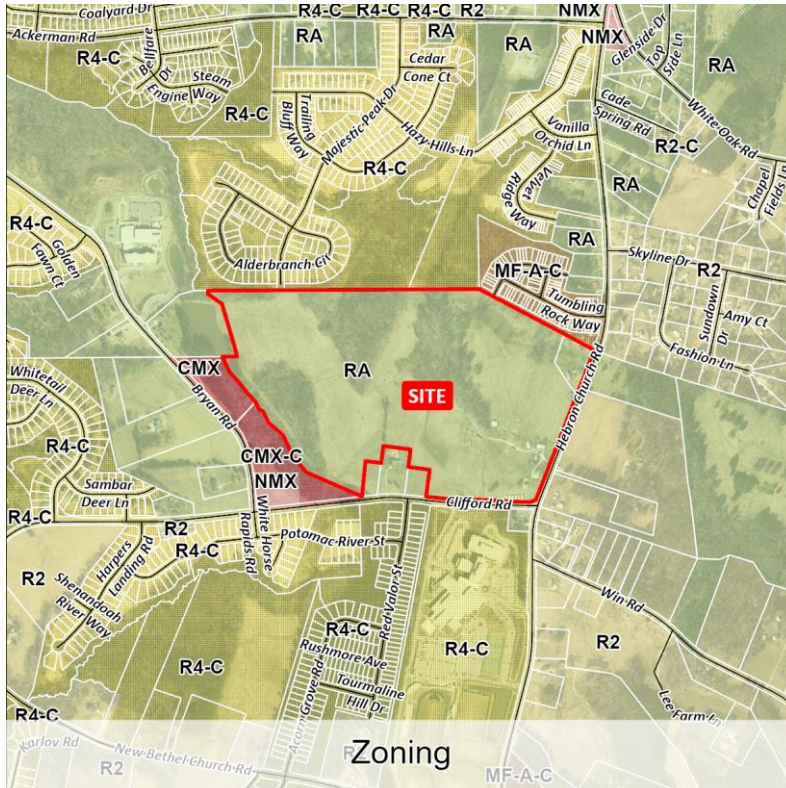 Coalyard Dr
R4-C R4-C R4-C R2
NMX
Ackerman Rd
RA
RA
NMX
Glenside Dr
Top
Side Ln
R4-C
Bellfare
Dr
Steam
Engine Way
Cedar
Cone Ct
RA
RA
White Oak Rd
R4-C
Trailing
Bluff Way
Majestic Peak Dr
Hazy Hills Ln
Cade
Spring Rd
R2-C
Vanilla
Orchid Ln
R4-C
Velvet
Ridge Way
RA
Chapel
Fields Ln
R4-C
Golden
Fawn Ct
Alderbranch Cir
RA
Skyline Dr
R2
MF-A-C
Tumbling
Rock Way
Sundown
Dr
Amy Ct
Fashion Ln
CMX
RA
SITE
Hebron Church Rd
Whitetail
Deer Ln
Bryan Rd
R4-C
CMX-C
NMX
Sambar
Deer Ln
Clifford Rd
R4-C
R2
White Horse
Rapids Rd
Potomac River St
R4-C
Harpers
Landing Rd
R2
Shenandoah
River Way
Red Valor St
Win Rd
R4-C
R4-C
R4-C
R2
Rushmore Ave
Acorn Grove Rd
Tourmaline
Hill Dr
Lee Farm Ln
R4-C
Karlov Rd
New Bethel Church Rd
R2
Zoning
MF-A-C